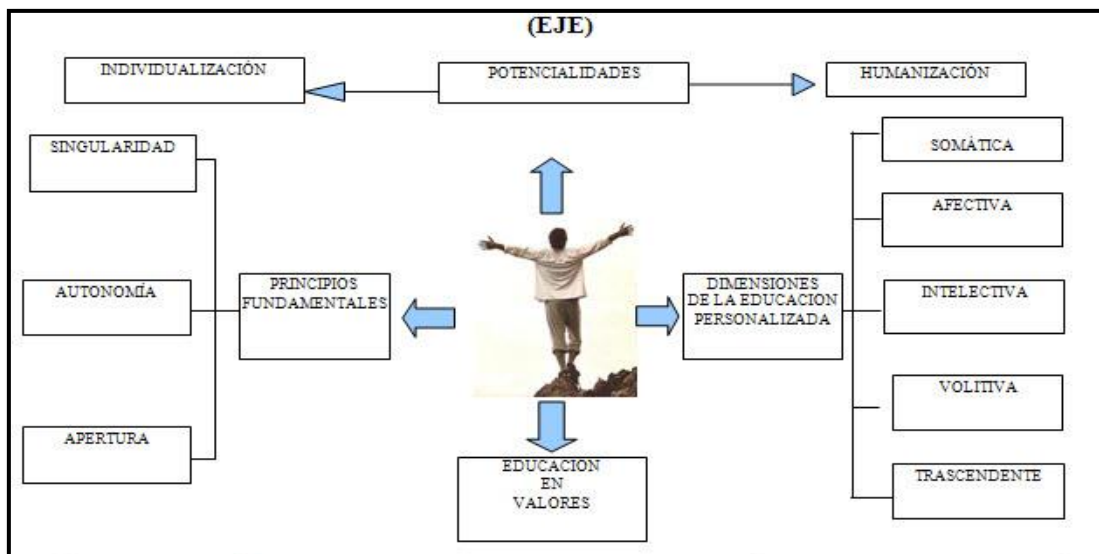 (EJE)
INDIVIDUALIZACIÓN
POTENCIALIDADES
HUMANIZACIÓN
SINGULARIDAD
AUTONOMÍA
APERTURA
PRINCIPIOS
FUNDAMENTALES
DIMENSIONES
DE LA EDUCACION
PERSONALIZADA
SOMÁTICA
AFECTIVA
INTELECTIVA
VOLITIVA
TRASCENDENTE
EDUCACION
EN
VALORES